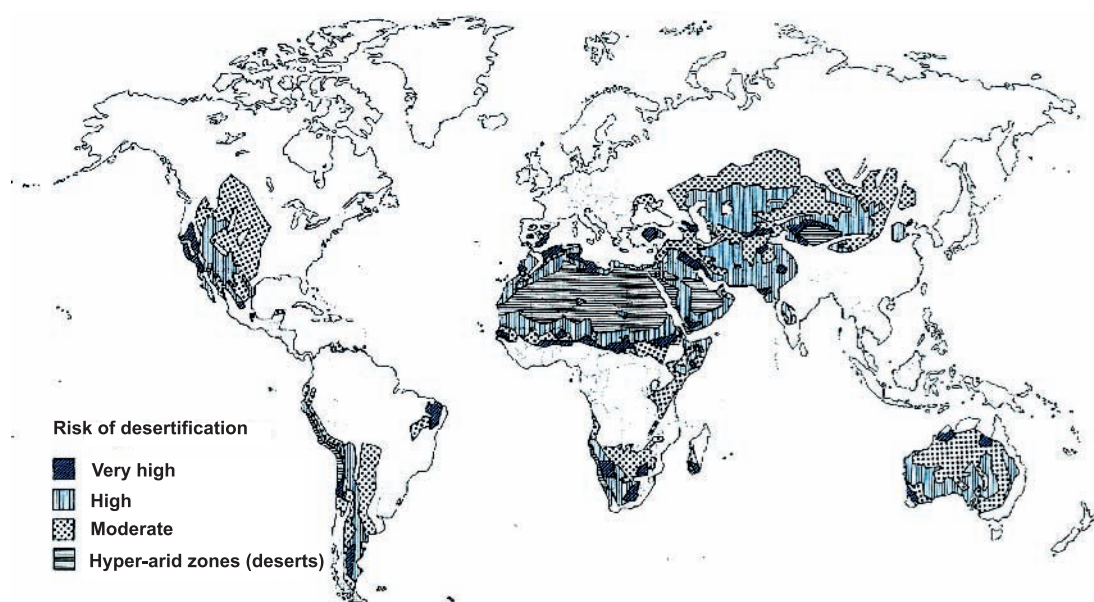 Risk of desertification
Very high
High
Moderate
Hyper-arid zones (deserts)